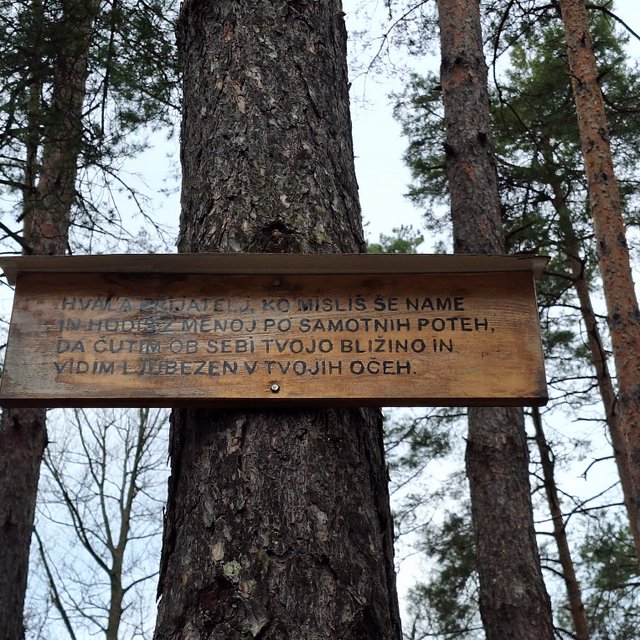 HVALA PRIJATELJ, KO MISLIŠ ŠE NAME
IN HODIŠ Z MENOJ PO SAMOTNIH POTEH,
DA ČUTIM OB SEBI TVOJO BLIŽINO IN
VIDIM LJUBEZEN V TVOJIH OČEH.